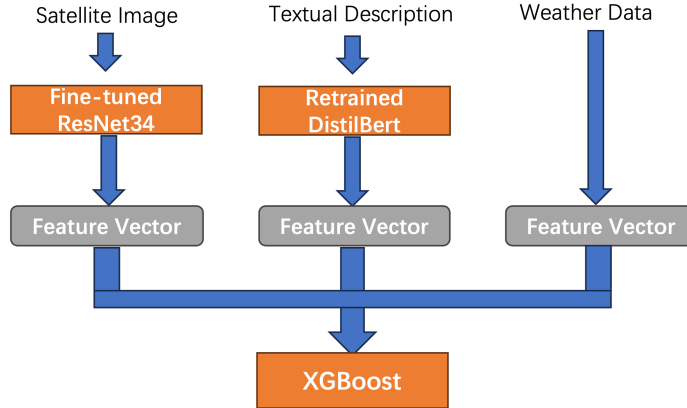 Satellite Image
Textual Description
Weather Data
Fine-tuned
ResNet34
Retrained
DistilBert
Feature Vector
Feature Vector
Feature Vector
XGBoost